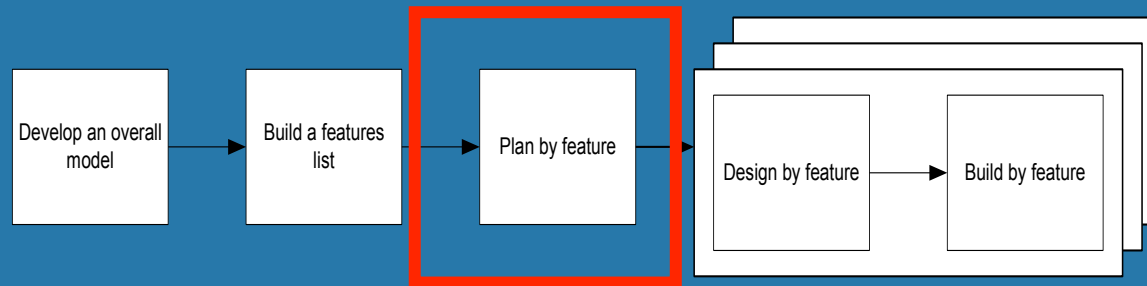 Develop an overall
model
Build a features
list
Plan by feature
Design by feature
Build by feature